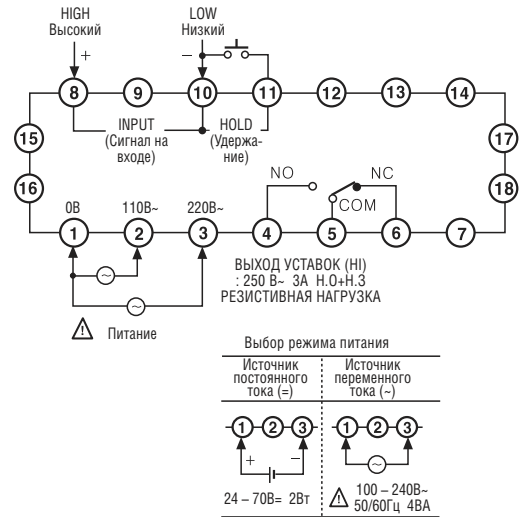 HIGH
Высокий
LOW
Низкий
+
−
8 9 10 11 12 13 14
INPUT
(Сигнал на
входе)
HOLD
(Удержа-
ние)
15
16
17
18
NO
NC
COM
0В 110В~ 220В~
1 2 3 4 5 6 7
ВЫХОД УСТАВОК (HI)
: 250 В~ 3А Н.О+Н.З
РЕЗИСТИВНАЯ НАГРУЗКА
Питание
Выбор режима питания
Источник
постоянного
тока (=)
Источник
переменного
тока (~)
1 2 3
+ −
24 – 70В= 2Вт
1 2 3
100 – 240В~
50/60Гц 4ВА